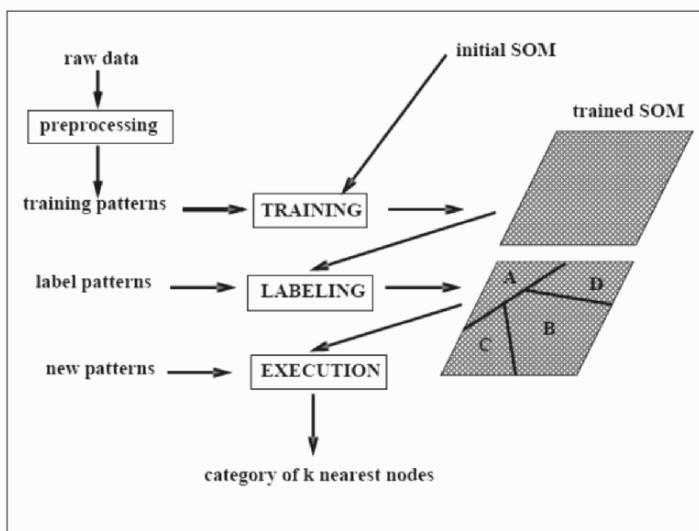 raw data
initial SOM
preprocessing
trained SOM
training patterns
TRAINING
label patterns
LABELING
A
D
B
C
new patterns
EXECUTION
category of k nearest nodes